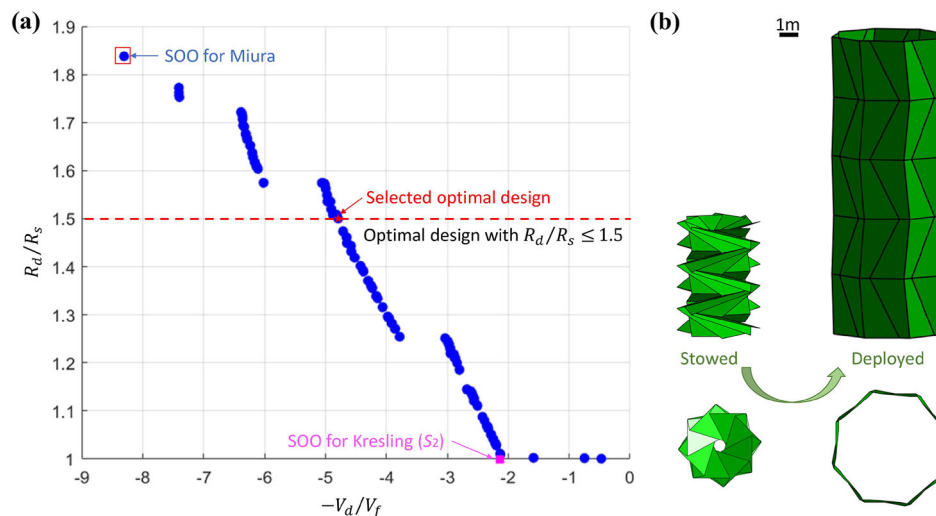 (a)
1.9
1.8
1.7
1.6
1.5
1.4
1.3
1.2
1.1
1
R_d/R_s
SOO for Miura
Selected optimal design
Optimal design with R_d/R_s ≤ 1.5
SOO for Kresling (S₂)
-9 -8 -7 -6 -5 -4 -3 -2 -1 0
−V_d/V_f
(b)
1m
Stowed
Deployed